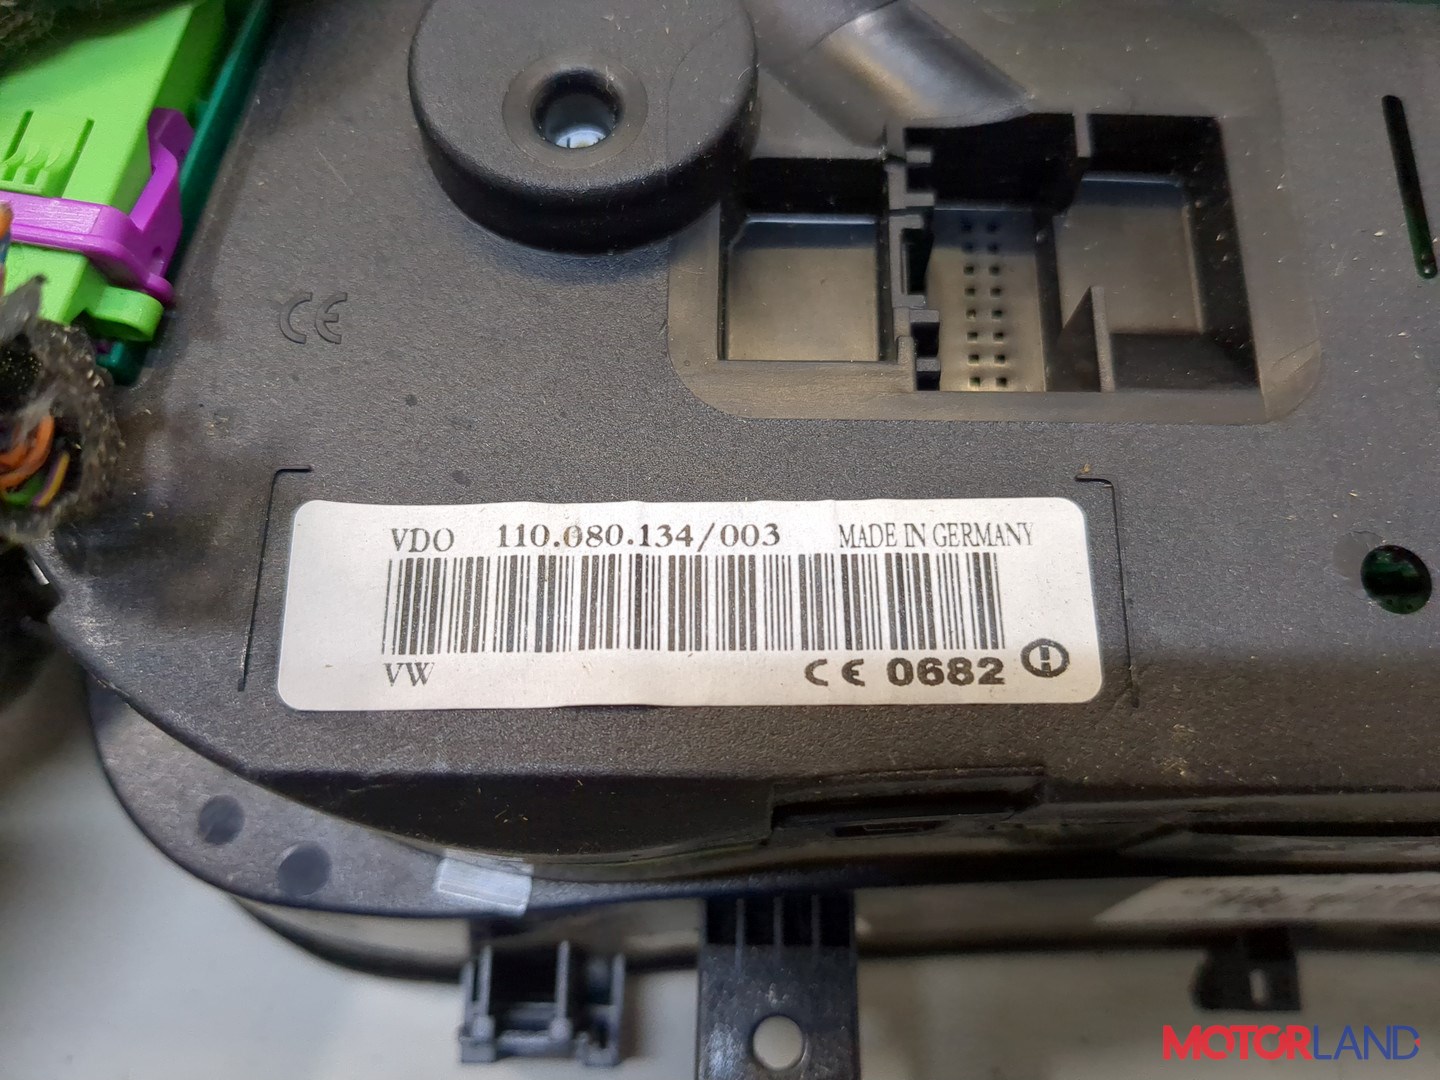 CE
VDO 110.080.134/003 MADE IN GERMANY
VW CE 0682
MOTORLAND